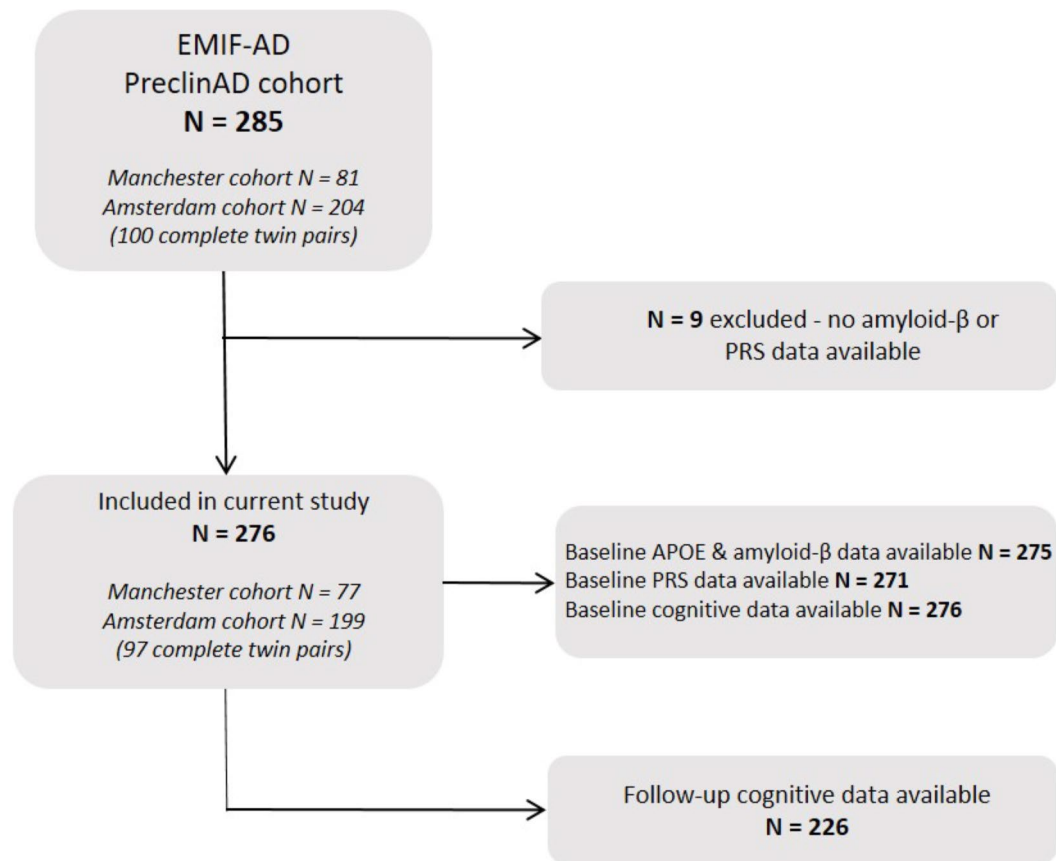 EMIF-AD
PreclinAD cohort
N = 285
Manchester cohort N = 81
Amsterdam cohort N = 204
(100 complete twin pairs)
N = 9 excluded - no amyloid-β or
PRS data available
Included in current study
N = 276
Manchester cohort N = 77
Amsterdam cohort N = 199
(97 complete twin pairs)
Baseline APOE & amyloid-β data available N = 275
Baseline PRS data available N = 271
Baseline cognitive data available N = 276
Follow-up cognitive data available
N = 226